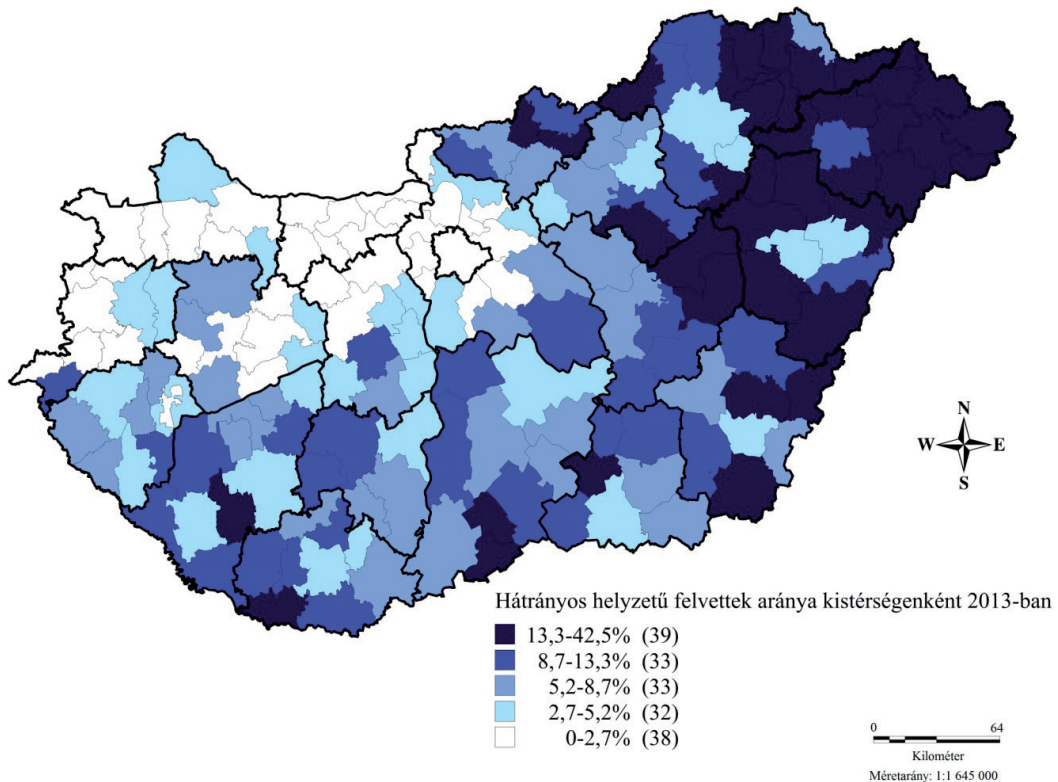 N
W E
S
Hátrányos helyzetű felvettek aránya kistérségenként 2013-ban
13,3-42,5% (39)
8,7-13,3% (33)
5,2-8,7% (33)
2,7-5,2% (32)
0-2,7% (38)
0 64
Kilométer
Méretarány: 1:1 645 000